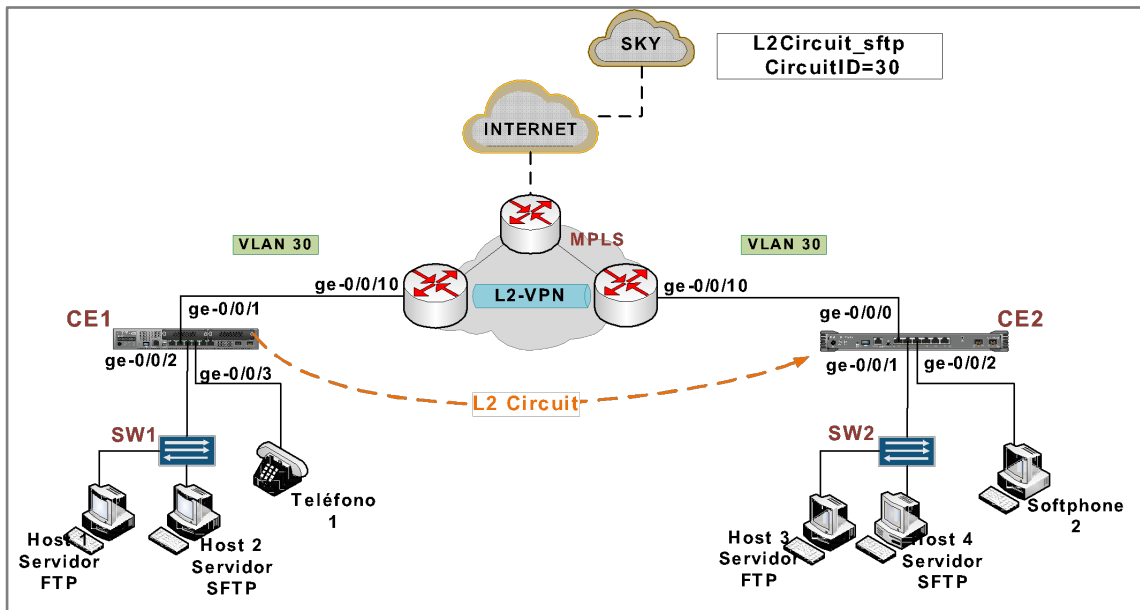 SKY
L2Circuit_sftp
CircuitID=30
INTERNET
MPLS
VLAN 30
VLAN 30
L2-VPN
ge-0/0/10
ge-0/0/10
ge-0/0/1
ge-0/0/0
CE1
CE2
ge-0/0/2
ge-0/0/3
ge-0/0/1
ge-0/0/2
L2 Circuit
SW1
SW2
Teléfono
1
Softphone
2
Host 1
Servidor
FTP
Host 2
Servidor
SFTP
Host 3
Servidor
FTP
Host 4
Servidor
SFTP